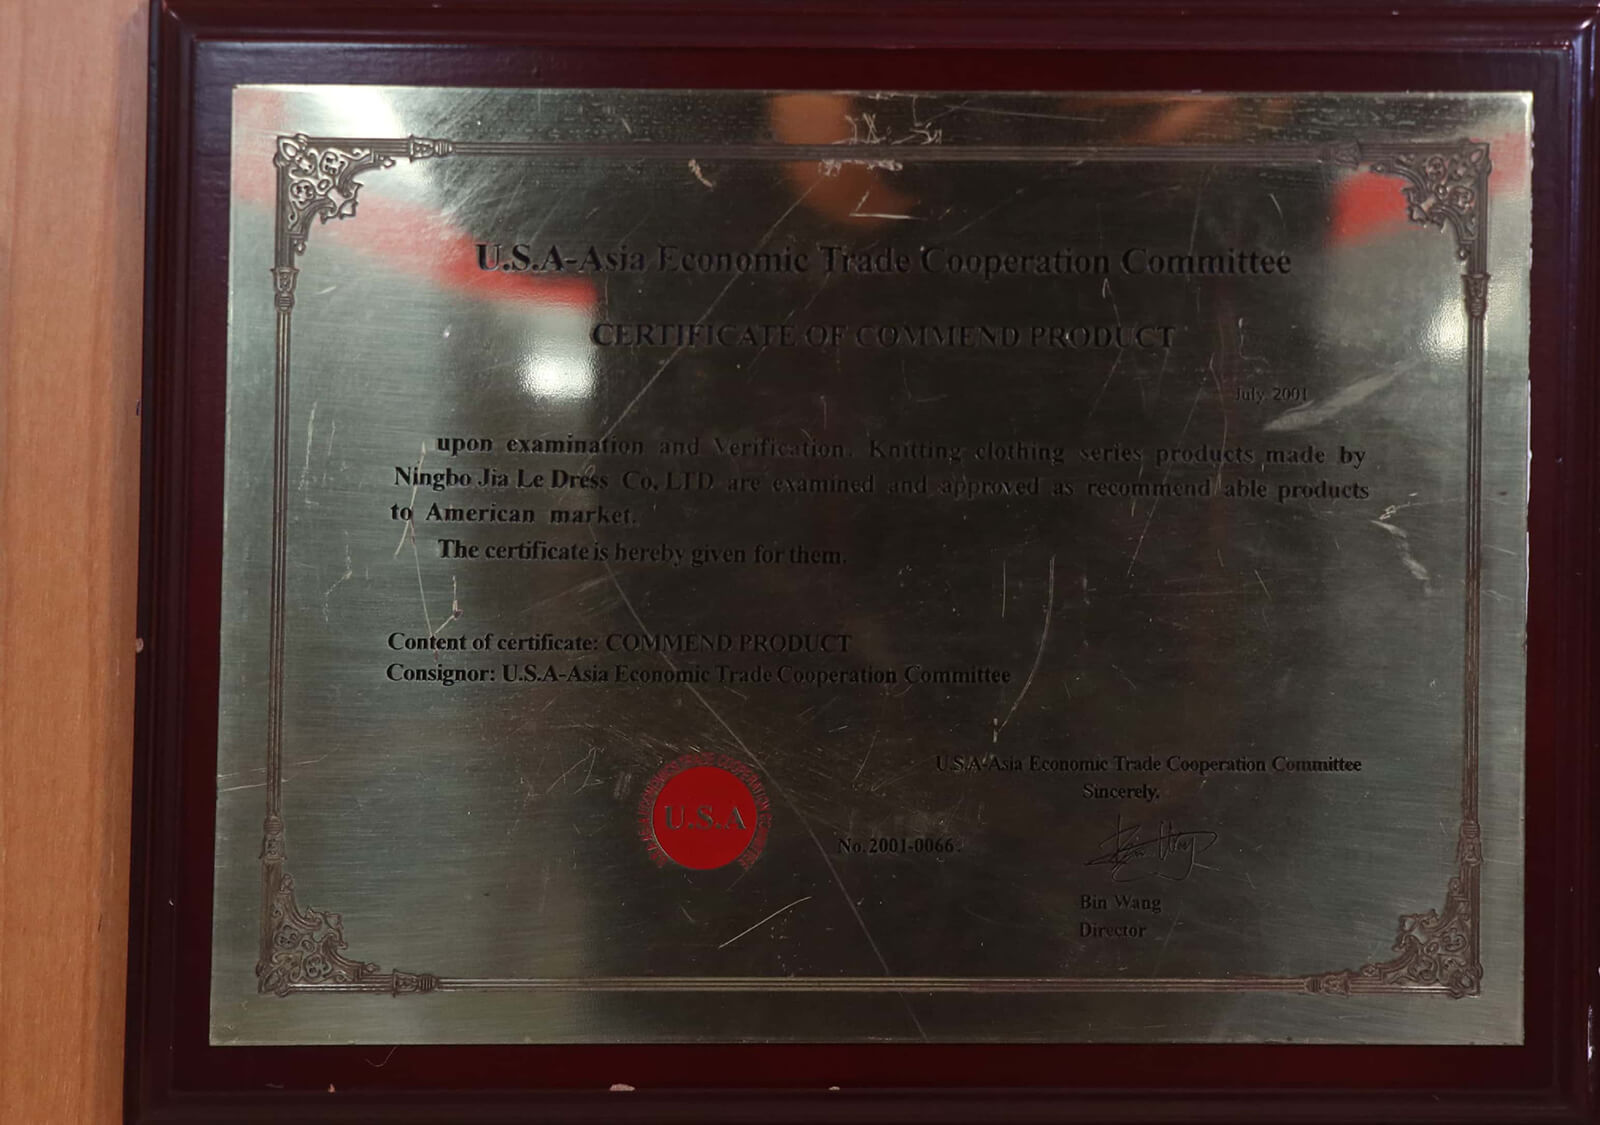 U.S.A-Asia Economic Trade Cooperation Committee
CERTIFICATE OF COMMEND PRODUCT
July. 2001
upon examination and Verification. Knitting clothing series products made by
Ningbo Jia Le Dress Co. LTD are examined and approved as recommend able products
to American market.
The certificate is hereby given for them.
Content of certificate: COMMEND PRODUCT
Consignor: U.S.A-Asia Economic Trade Cooperation Committee
U.S.A-Asia Economic Trade Cooperation Committee
Sincerely.
U.S.A
No. 2001-0066
Bin Wang
Director